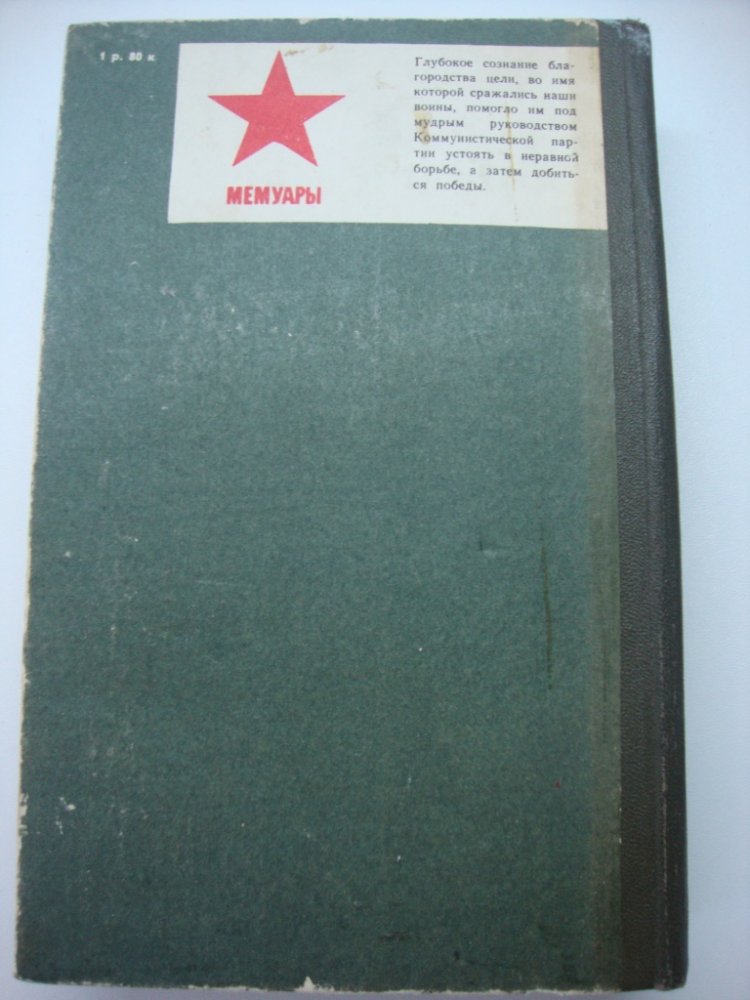 1 р. 80 к
Глубокое сознание бла-
городства цели, во имя
которой сражались наши
воины, помогло им под
мудрым руководством
Коммунистической пар-
тии устоять в неравной
борьбе, а затем добить-
ся победы.
МЕМУАРЫ